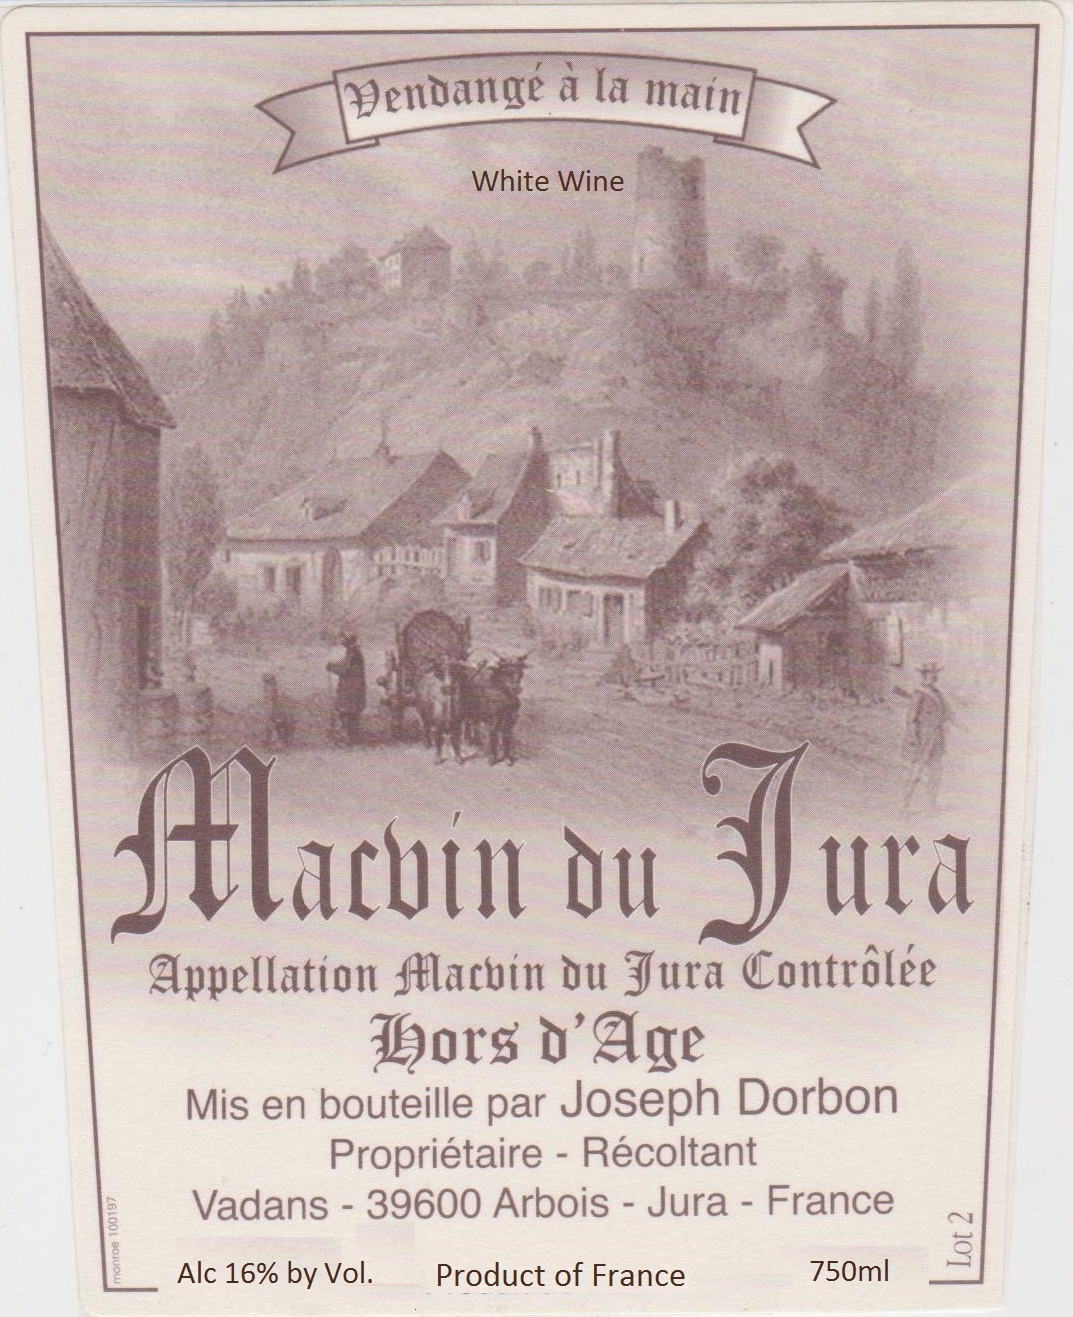 Vendangé à la main
White Wine
Macvin du Jura
Appellation Macvin du Jura Contrôlée
Hors d'Age
Mis en bouteille par Joseph Dorbon
Propriétaire - Récoltant
Vadans - 39600 Arbois - Jura - France
monroe 100197
Lot 2
Alc 16% by Vol.
Product of France
750ml